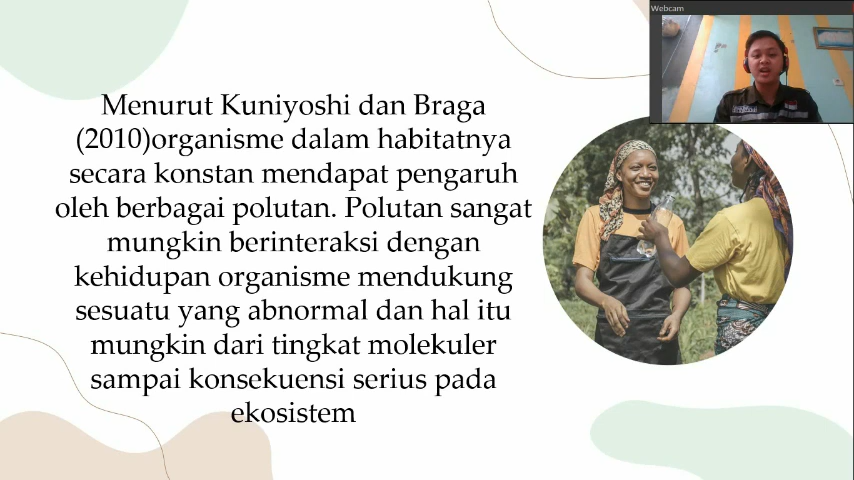 Webcam
Menurut Kuniyoshi dan Braga
(2010)organisme dalam habitatnya
secara konstan mendapat pengaruh
oleh berbagai polutan. Polutan sangat
mungkin berinteraksi dengan
kehidupan organisme mendukung
sesuatu yang abnormal dan hal itu
mungkin dari tingkat molekuler
sampai konsekuensi serius pada
ekosistem